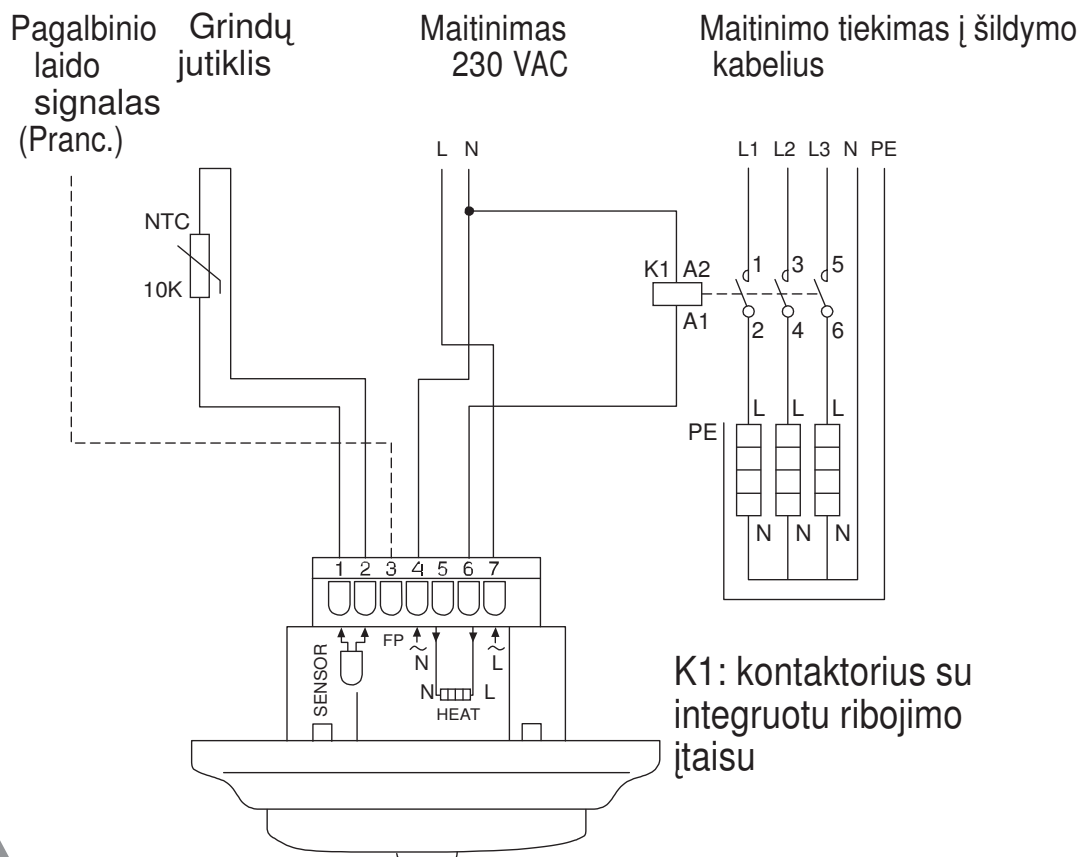 Pagalbinio
laido
signalas
(Pranc.)
Grindų
jutiklis
Maitinimas
230 VAC
Maitinimo tiekimas į šildymo
kabelius
L N
L1 L2 L3 N PE
NTC
10K
K1 A2
A1
1 3 5
2 4 6
L L L
PE
N N N
1 2 3 4 5 6 7
FP
~ ~
N L
SENSOR
N L
HEAT
K1: kontaktorius su
integruotu ribojimo
įtaisu